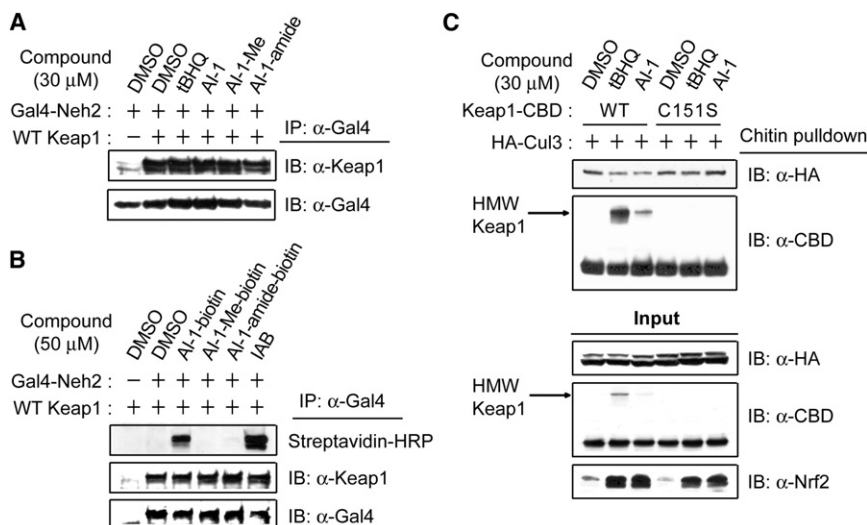 A
Compound
(30 μM)
DMSO
DMSO
tBHQ
AI-1
AI-1-Me
AI-1-amide
Gal4-Neh2 : + + + + + +
WT Keap1 : − + + + + +
IP: α-Gal4
IB: α-Keap1
IB: α-Gal4
B
Compound
(50 μM)
DMSO
DMSO
AI-1-biotin
AI-1-Me-biotin
AI-1-amide-biotin
IAB
Gal4-Neh2 : − + + + + +
WT Keap1 : + + + + + +
IP: α-Gal4
Streptavidin-HRP
IB: α-Keap1
IB: α-Gal4
C
Compound
(30 μM)
DMSO
tBHQ
AI-1
DMSO
tBHQ
AI-1
Keap1-CBD : WT C151S
HA-Cul3 : + + + + + +
Chitin pulldown
IB: α-HA
HMW
Keap1
IB: α-CBD
Input
IB: α-HA
HMW
Keap1
IB: α-CBD
IB: α-Nrf2